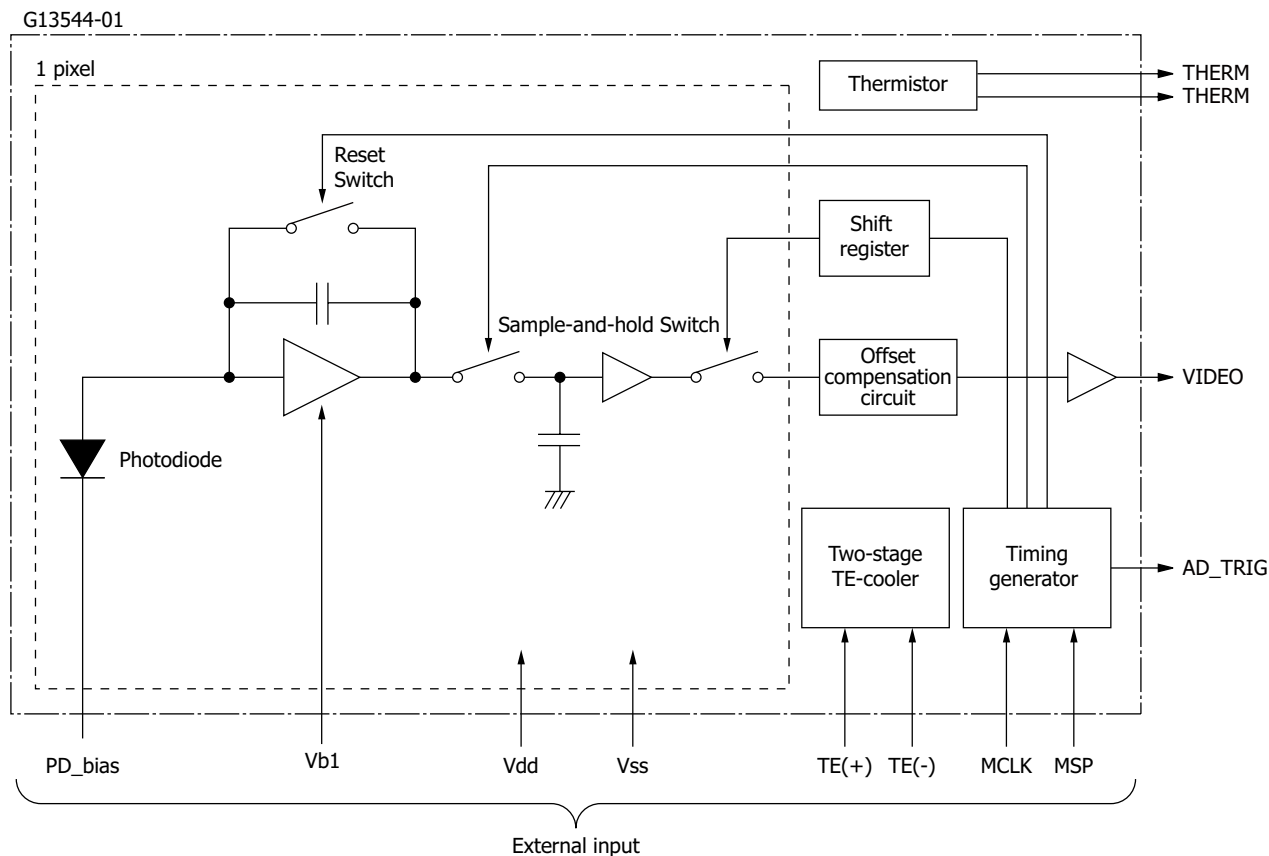 G13544-01
1 pixel
Thermistor
THERM
THERM
Reset
Switch
Shift
register
Sample-and-hold Switch
Offset
compensation
circuit
VIDEO
Photodiode
Two-stage
TE-cooler
Timing
generator
AD_TRIG
PD_bias
Vb1
Vdd
Vss
TE(+)
TE(-)
MCLK
MSP
External input